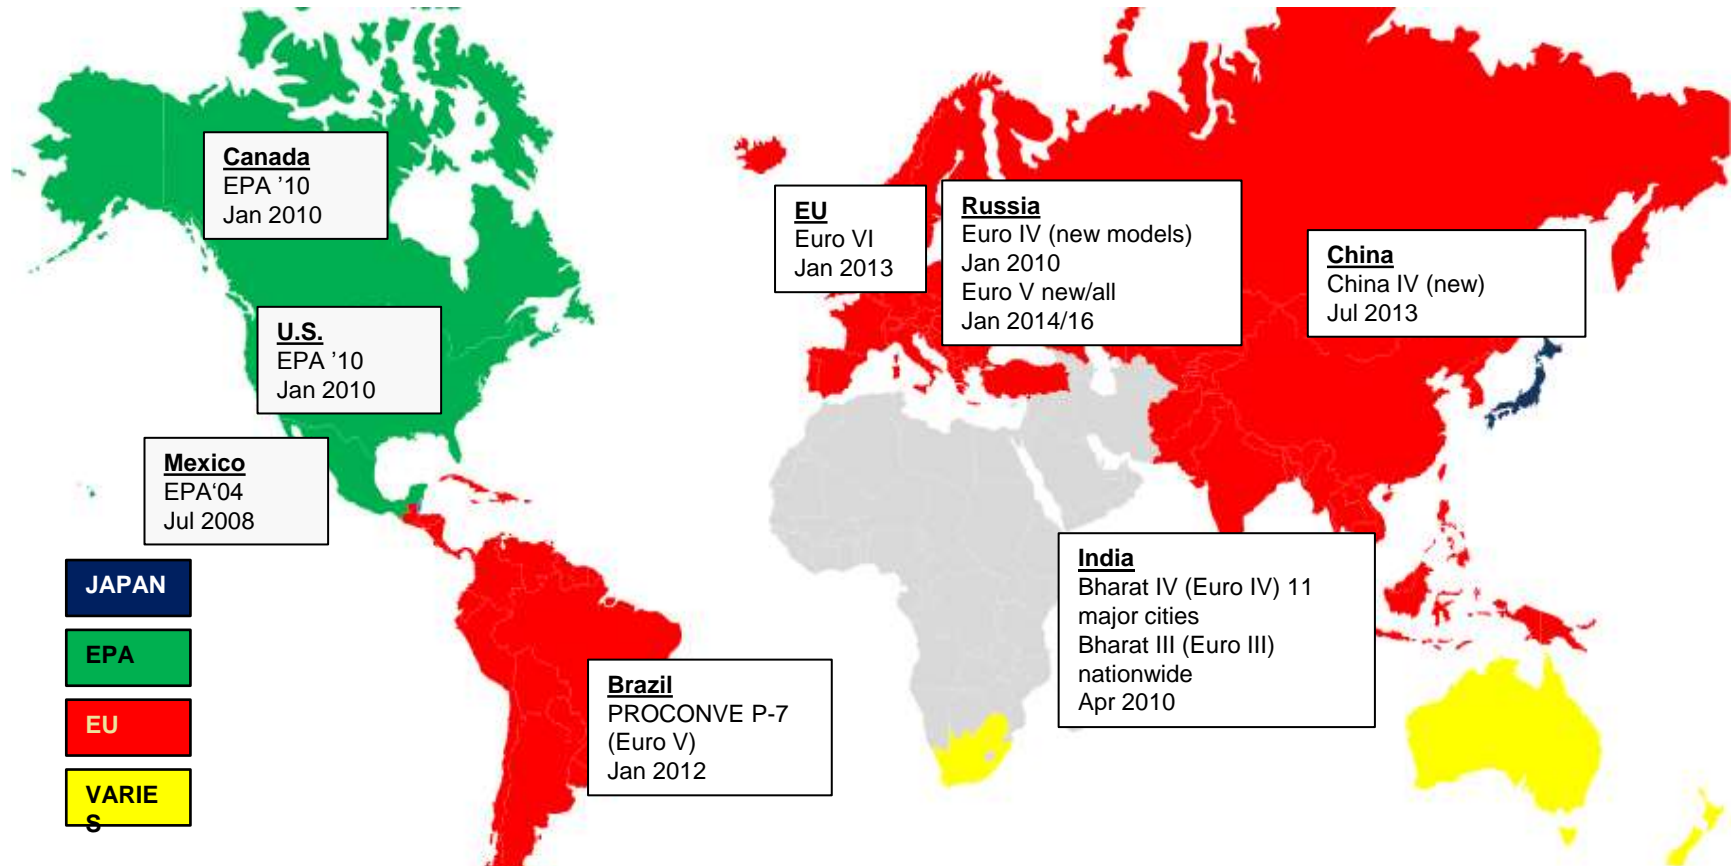 Canada
EPA ’10
Jan 2010
U.S.
EPA ’10
Jan 2010
Mexico
EPA‘04
Jul 2008
EU
Euro VI
Jan 2013
Russia
Euro IV (new models)
Jan 2010
Euro V new/all
Jan 2014/16
China
China IV (new)
Jul 2013
India
Bharat IV (Euro IV) 11
major cities
Bharat III (Euro III)
nationwide
Apr 2010
Brazil
PROCONVE P-7
(Euro V)
Jan 2012
JAPAN
EPA
EU
VARIE
S